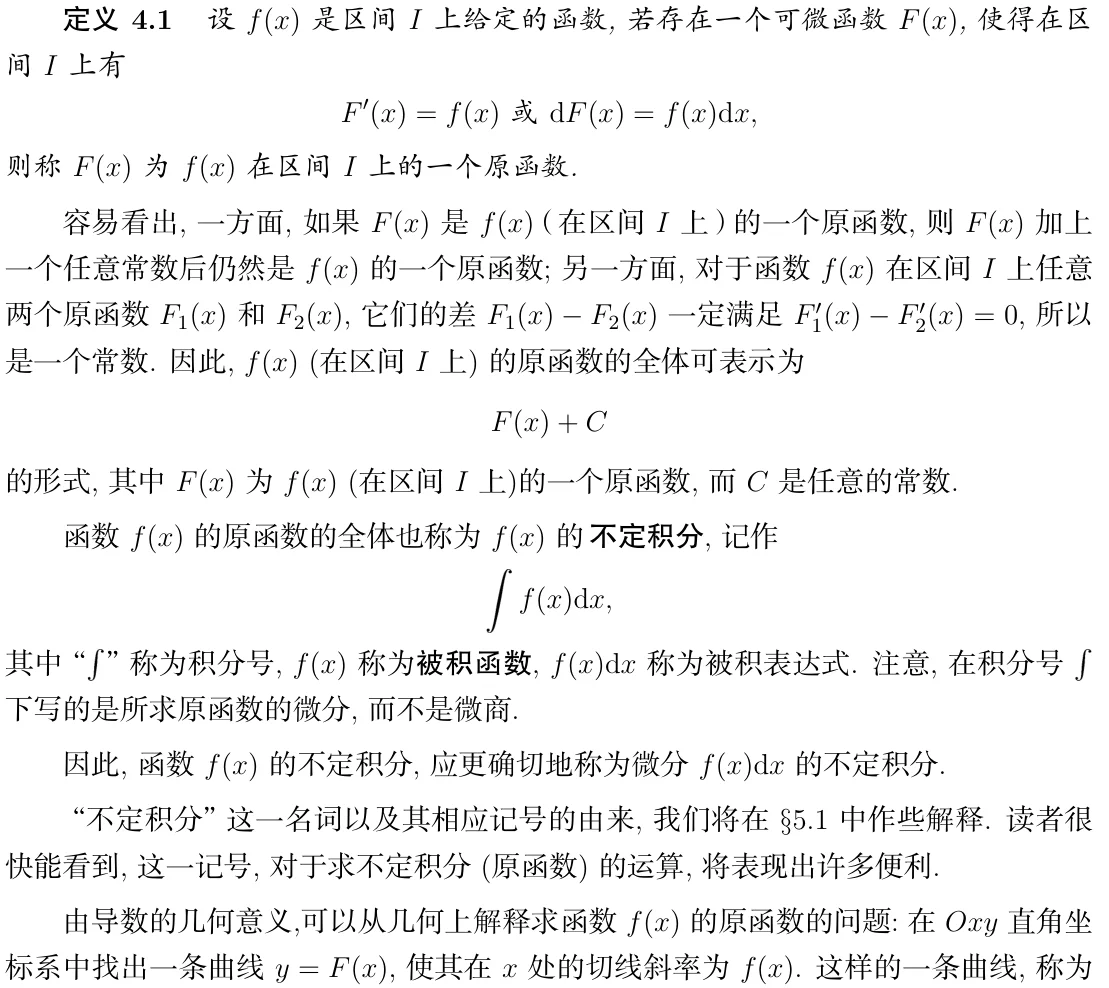 定义 4.1 设 f(x) 是区间 I 上给定的函数, 若存在一个可微函数 F(x), 使得在区
间 I 上有
F′(x) = f(x) 或 dF(x) = f(x)dx,
则称 F(x) 为 f(x) 在区间 I 上的一个原函数.
容易看出, 一方面, 如果 F(x) 是 f(x)（在区间 I 上）的一个原函数, 则 F(x) 加上
一个任意常数后仍然是 f(x) 的一个原函数; 另一方面, 对于函数 f(x) 在区间 I 上任意
两个原函数 F₁(x) 和 F₂(x), 它们的差 F₁(x) − F₂(x) 一定满足 F₁′(x) − F₂′(x) = 0, 所以
是一个常数. 因此, f(x) (在区间 I 上) 的原函数的全体可表示为
F(x) + C
的形式, 其中 F(x) 为 f(x) (在区间 I 上)的一个原函数, 而 C 是任意的常数.
函数 f(x) 的原函数的全体也称为 f(x) 的不定积分, 记作
∫ f(x)dx,
其中 “∫” 称为积分号, f(x) 称为被积函数, f(x)dx 称为被积表达式. 注意, 在积分号 ∫
下写的是所求原函数的微分, 而不是微商.
因此, 函数 f(x) 的不定积分, 应更确切地称为微分 f(x)dx 的不定积分.
“不定积分” 这一名词以及其相应记号的由来, 我们将在 §5.1 中作些解释. 读者很
快能看到, 这一记号, 对于求不定积分 (原函数) 的运算, 将表现出许多便利.
由导数的几何意义,可以从几何上解释求函数 f(x) 的原函数的问题: 在 Oxy 直角坐
标系中找出一条曲线 y = F(x), 使其在 x 处的切线斜率为 f(x). 这样的一条曲线, 称为